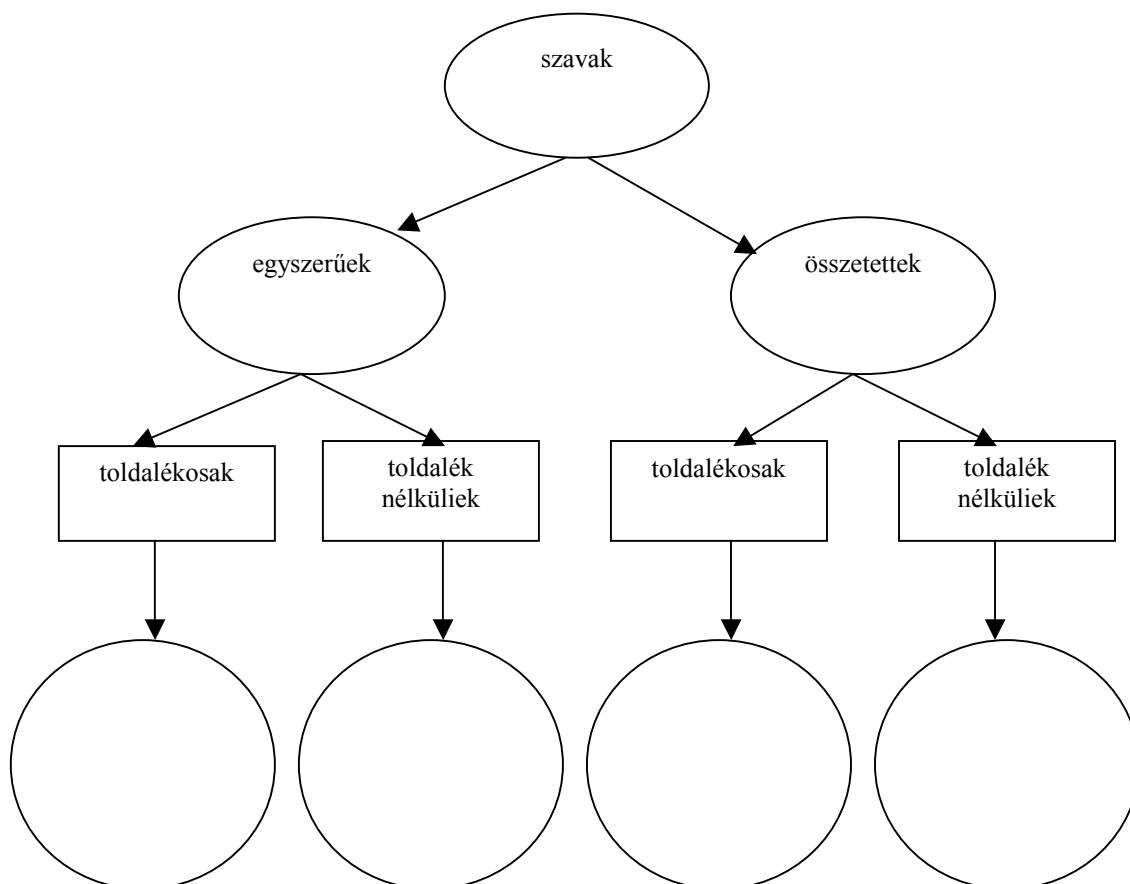 szavak
egyszerűek
összetettek
toldalékosak
toldalék
nélküliek
toldalékosak
toldalék
nélküliek